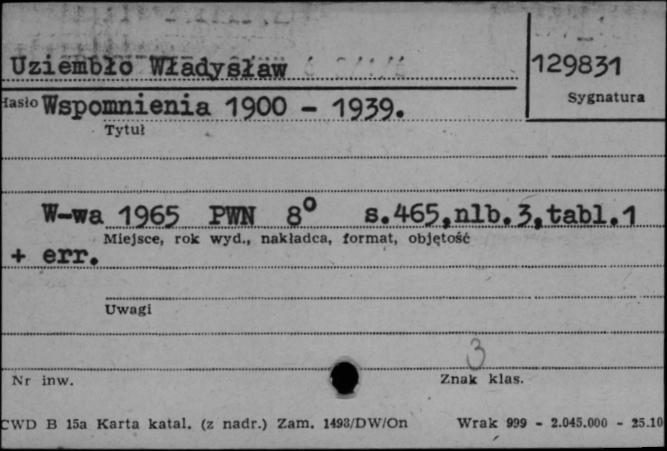 Uziembło Władysław
129831
Hasło
Wspomnienia 1900 - 1939.
Sygnatura
Tytuł
W-wa 1965 PWN 8° s.465,nlb.3,tabl.1
Miejsce, rok wyd., nakładca, format, objętość
+ err.
Uwagi
3
Nr inw.
Znak klas.
CWD B 15a Karta katal. (z nadr.) Zam. 1493/DW/On Wrak 999 - 2.045.000 - 25.10